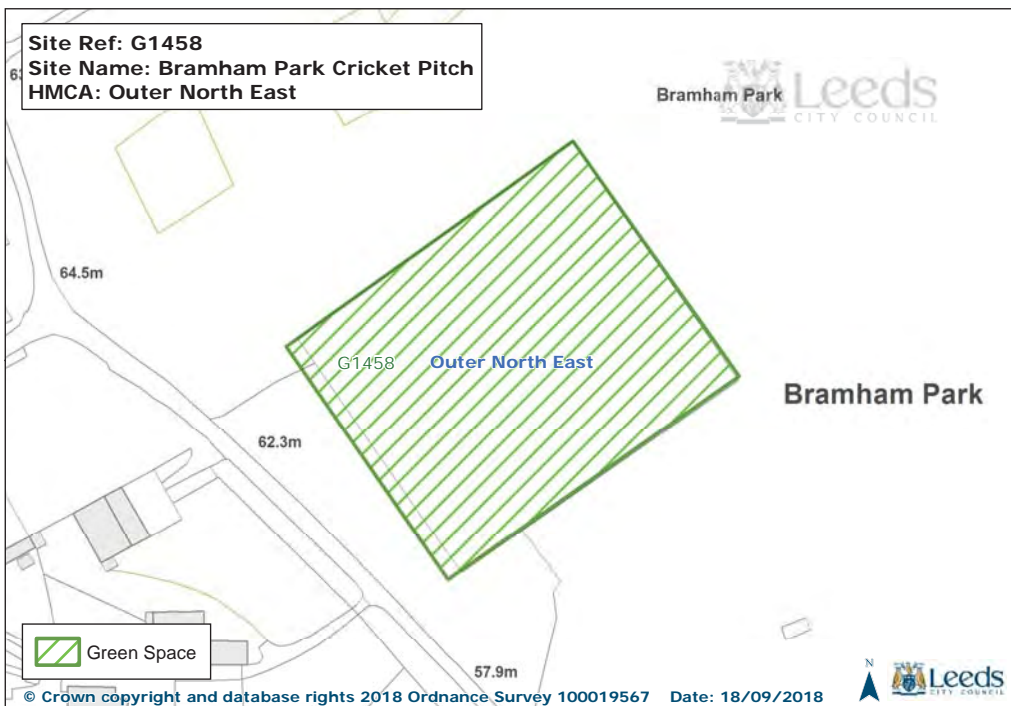 Site Ref: G1458
Site Name: Bramham Park Cricket Pitch
HMCA: Outer North East
Bramham Park
Leeds
CITY COUNCIL
64.5m
G1458
Outer North East
Bramham Park
62.3m
Green Space
57.9m
N
Leeds
CITY COUNCIL
© Crown copyright and database rights 2018 Ordnance Survey 100019567 Date: 18/09/2018